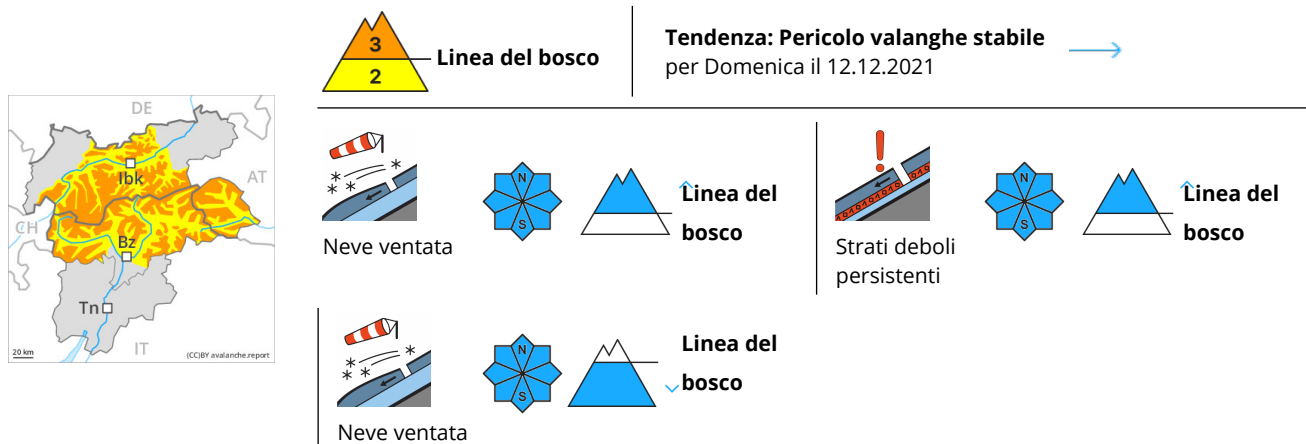 3
2
Linea del bosco
Tendenza: Pericolo valanghe stabile
per Domenica il 12.12.2021
DE
Ibk
AT
CH
Bz
Tn
IT
20 km
(CC)BY avalanche.report
N
S
Linea del
bosco
Neve ventata
N
S
Linea del
bosco
Strati deboli
persistenti
N
S
Linea del
bosco
Neve ventata